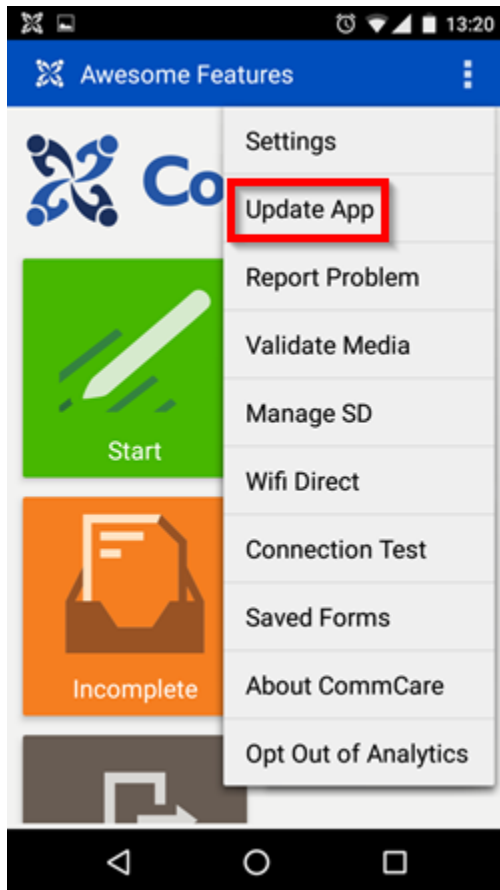 13:20
Awesome Features
Co
Settings
Update App
Report Problem
Validate Media
Manage SD
Wifi Direct
Connection Test
Saved Forms
About CommCare
Opt Out of Analytics
Start
Incomplete